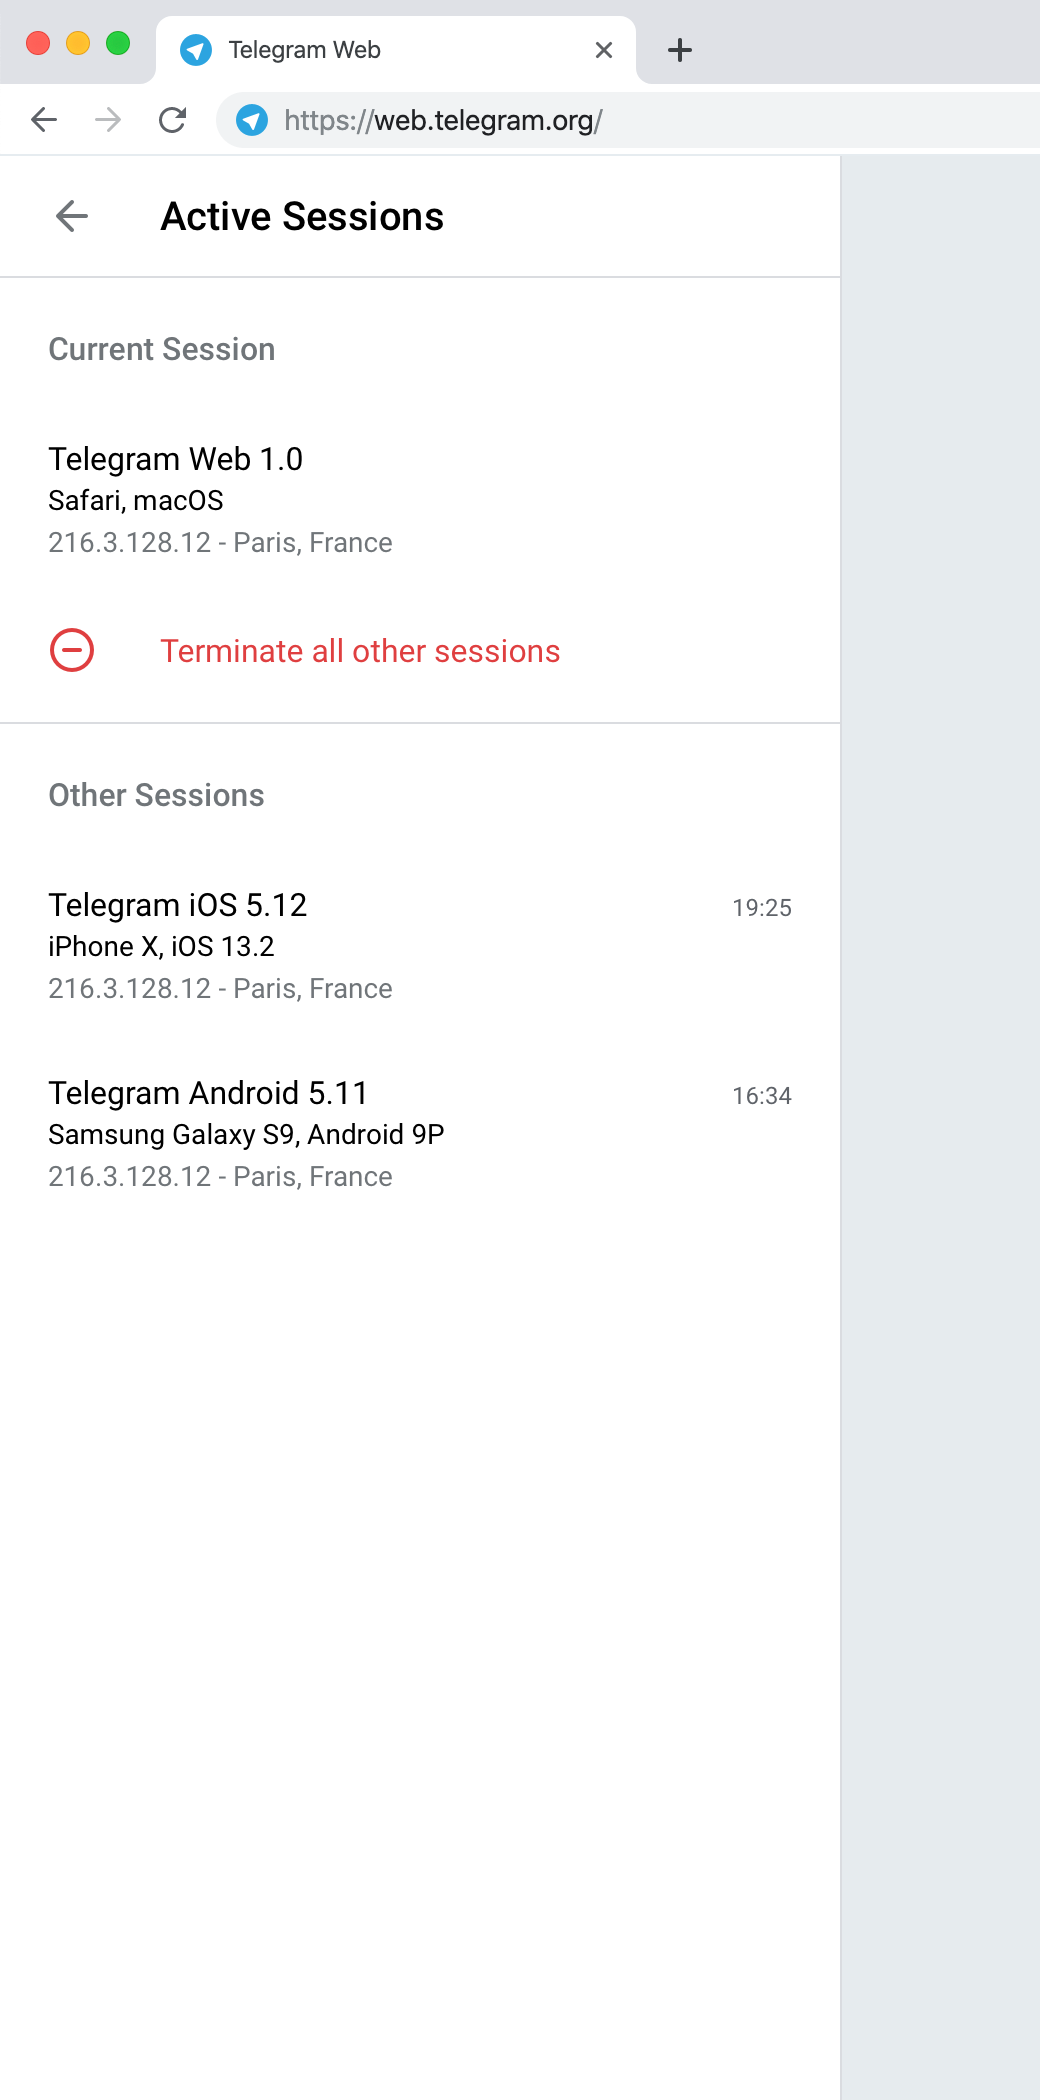 Telegram Web
https://web.telegram.org/
Active Sessions
Current Session
Telegram Web 1.0
Safari, macOS
216.3.128.12 - Paris, France
Terminate all other sessions
Other Sessions
Telegram iOS 5.12
19:25
iPhone X, iOS 13.2
216.3.128.12 - Paris, France
Telegram Android 5.11
16:34
Samsung Galaxy S9, Android 9P
216.3.128.12 - Paris, France